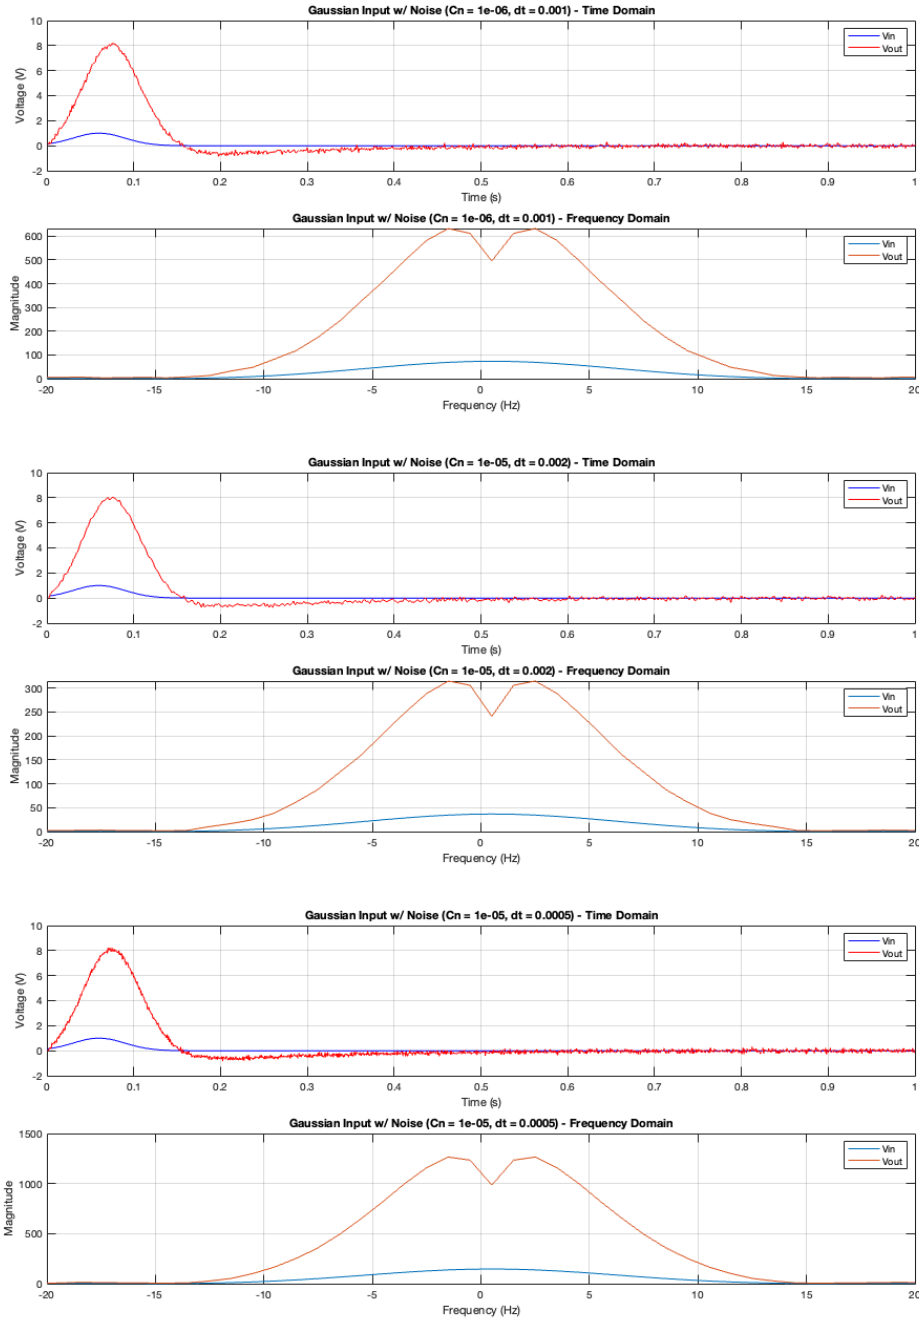 Gaussian Input w/ Noise (Cn = 1e-06, dt = 0.001) - Time Domain
10
8
6
4
2
0
-2
Voltage (V)
Vin
Vout
0 0.1 0.2 0.3 0.4 0.5 0.6 0.7 0.8 0.9 1
Time (s)
Gaussian Input w/ Noise (Cn = 1e-06, dt = 0.001) - Frequency Domain
600
500
400
300
200
100
0
Magnitude
Vin
Vout
-20 -15 -10 -5 0 5 10 15 20
Frequency (Hz)
Gaussian Input w/ Noise (Cn = 1e-05, dt = 0.002) - Time Domain
10
8
6
4
2
0
-2
Voltage (V)
Vin
Vout
0 0.1 0.2 0.3 0.4 0.5 0.6 0.7 0.8 0.9 1
Time (s)
Gaussian Input w/ Noise (Cn = 1e-05, dt = 0.002) - Frequency Domain
300
250
200
150
100
50
0
Magnitude
Vin
Vout
-20 -15 -10 -5 0 5 10 15 20
Frequency (Hz)
Gaussian Input w/ Noise (Cn = 1e-05, dt = 0.0005) - Time Domain
10
8
6
4
2
0
-2
Voltage (V)
Vin
Vout
0 0.1 0.2 0.3 0.4 0.5 0.6 0.7 0.8 0.9 1
Time (s)
Gaussian Input w/ Noise (Cn = 1e-05, dt = 0.0005) - Frequency Domain
1500
1000
500
0
Magnitude
Vin
Vout
-20 -15 -10 -5 0 5 10 15 20
Frequency (Hz)